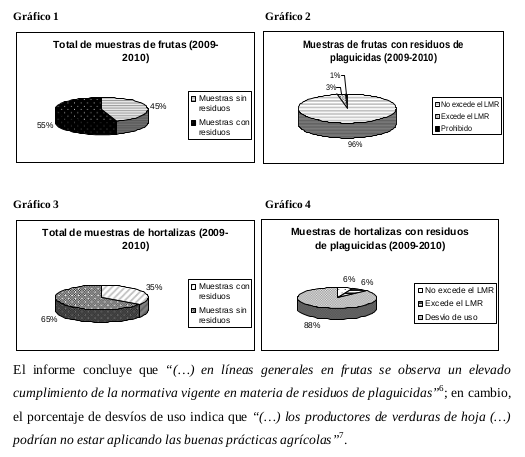 Gráfico 1
Gráfico 2
Total de muestras de frutas (2009-
2010)
45%
55%
Muestras sin
residuos
Muestras con
residuos
Muestras de frutas con residuos de
plaguicidas (2009-2010)
1%
3%
96%
No excede el LMR
Excede el LMR
Prohibido
Gráfico 3
Gráfico 4
Total de muestras de hortalizas (2009-
2010)
35%
65%
Muestras con
residuos
Muestras sin
residuos
Muestras de hortalizas con residuos
de plaguicidas (2009-2010)
6%
6%
88%
No excede el LMR
Excede el LMR
Desvio de uso
El informe concluye que “(…) en líneas generales en frutas se observa un elevado
cumplimiento de la normativa vigente en materia de residuos de plaguicidas”6; en cambio,
el porcentaje de desvíos de uso indica que “(…) los productores de verduras de hoja (…)
podrían no estar aplicando las buenas prácticas agrícolas”7.